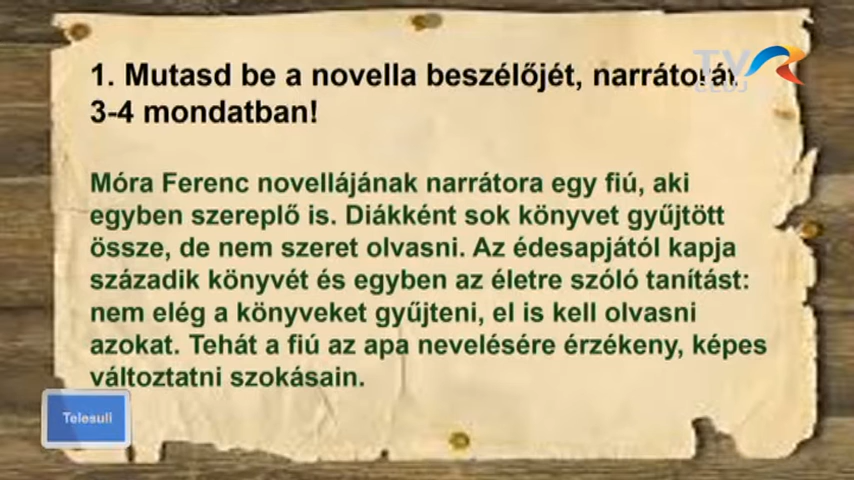 1. Mutasd be a novella beszélőjét, narrátorát
3-4 mondatban!
Móra Ferenc novellájának narrátora egy fiú, aki
egyben szereplő is. Diákként sok könyvet gyűjtött
össze, de nem szeret olvasni. Az édesapjától kapja
századik könyvét és egyben az életre szóló tanítást:
nem elég a könyveket gyűjteni, el is kell olvasni
azokat. Tehát a fiú az apa nevelésére érzékeny, képes
változtatni szokásain.
TVR
CLUJ
Telesuli